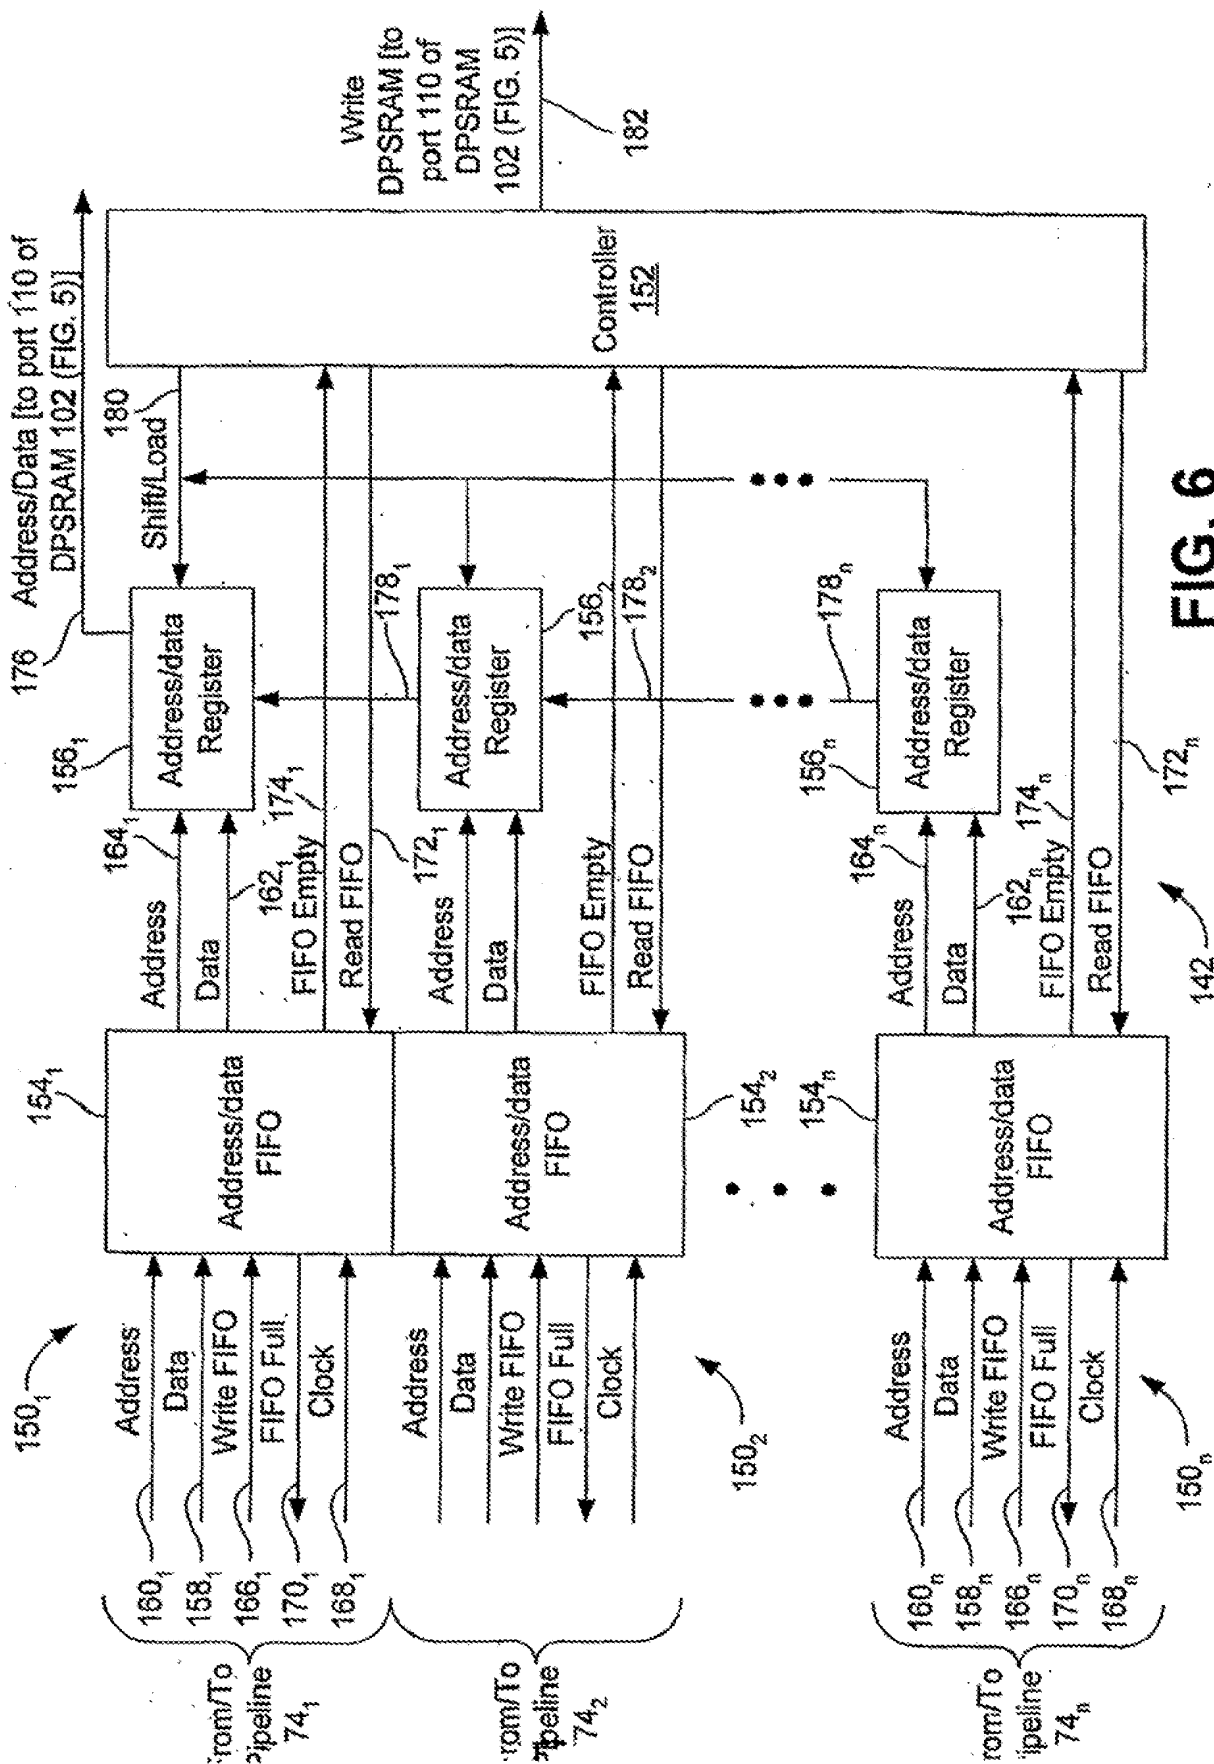 176
Address/Data [to port 110 of
DPSRAM 102 (FIG. 5)]
Write
DPSRAM [to
port 110 of
DPSRAM
102 (FIG. 5)]
182
180
Shift/Load
150₁
154₁
156₁
164₁
Address
Data
162₁
FIFO Empty
174₁
Read FIFO
172₁
Address/data
FIFO
Address/data
Register
178₁
Controller
152
160₁
158₁
166₁
170₁
168₁
Address
Data
Write FIFO
FIFO Full
Clock
rom/To
Pipeline
74₁
Address
Data
Write FIFO
FIFO Full
Clock
rom/To
Pipeline
74₂
150₂
Address/data
FIFO
154₂
Address
Data
FIFO Empty
Read FIFO
Address/data
Register
156₂
178₂
160ₙ
158ₙ
166ₙ
170ₙ
168ₙ
Address
Data
Write FIFO
FIFO Full
Clock
rom/To
ipeline
74ₙ
150ₙ
154ₙ
Address/data
FIFO
164ₙ
Address
Data
162ₙ
FIFO Empty
174ₙ
Read FIFO
172ₙ
156ₙ
Address/data
Register
178ₙ
142
FIG. 6